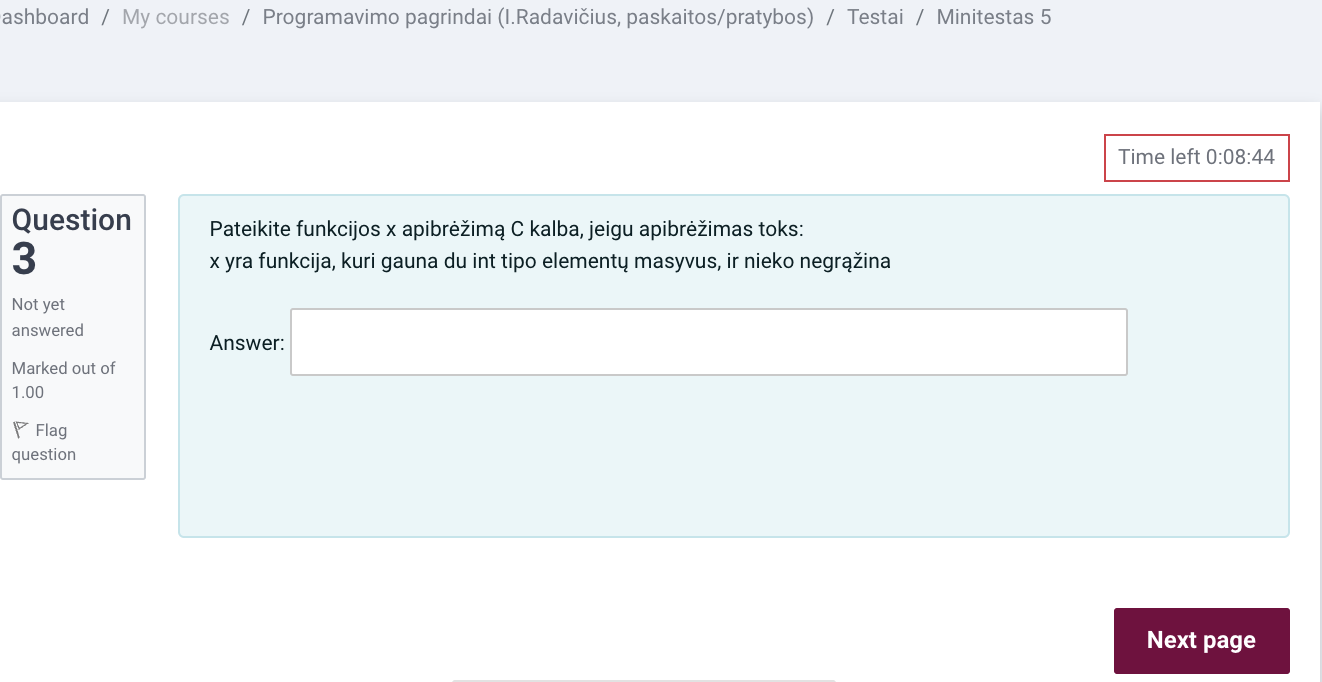 ashboard / My courses / Programavimo pagrindai (I.Radavičius, paskaitos/pratybos) / Testai / Minitestas 5
Time left 0:08:44
Question
3
Not yet
answered
Marked out of
1.00
Flag
question
Pateikite funkcijos x apibrėžimą C kalba, jeigu apibrėžimas toks:
x yra funkcija, kuri gauna du int tipo elementų masyvus, ir nieko negrąžina
Answer:
Next page